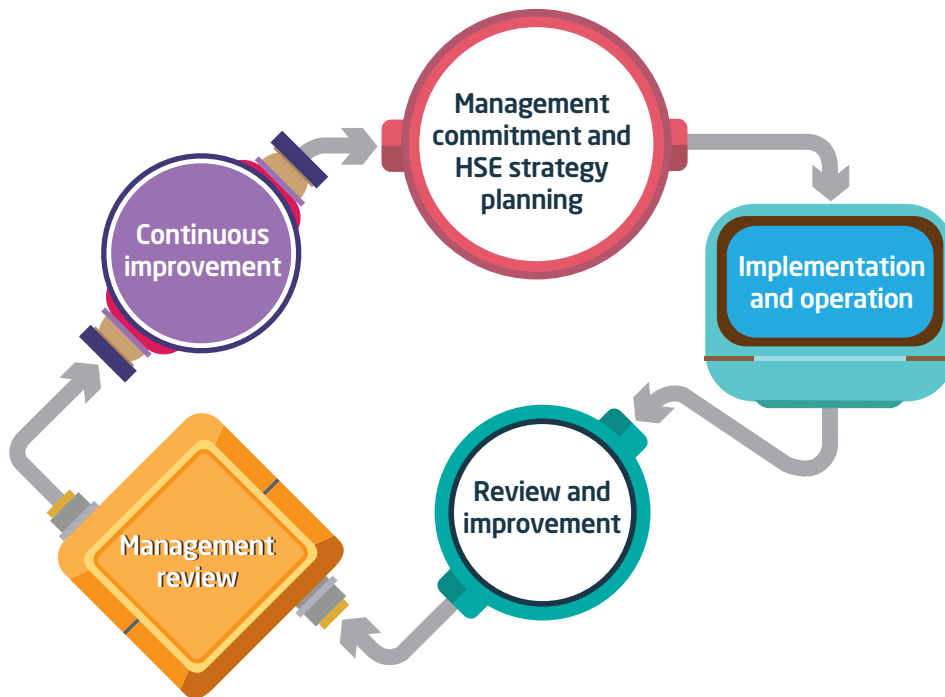 Management
commitment and
HSE strategy
planning
Implementation
and operation
Review and
improvement
Management
review
Continuous
improvement